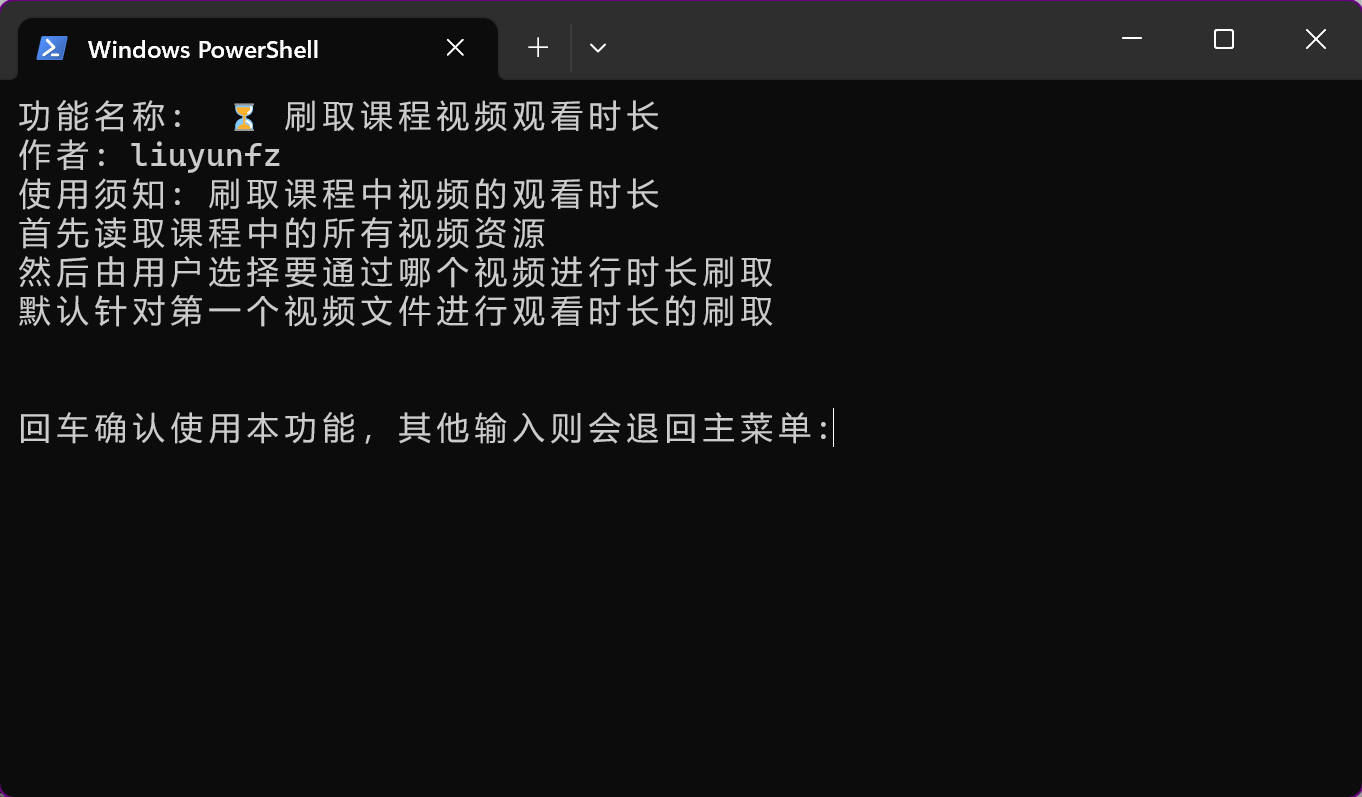 Windows PowerShell
功能名称： ⏳ 刷取课程视频观看时长
作者：liuyunfz
使用须知：刷取课程中视频的观看时长
首先读取课程中的所有视频资源
然后由用户选择要通过哪个视频进行时长刷取
默认针对第一个视频文件进行观看时长的刷取
回车确认使用本功能，其他输入则会退回主菜单: